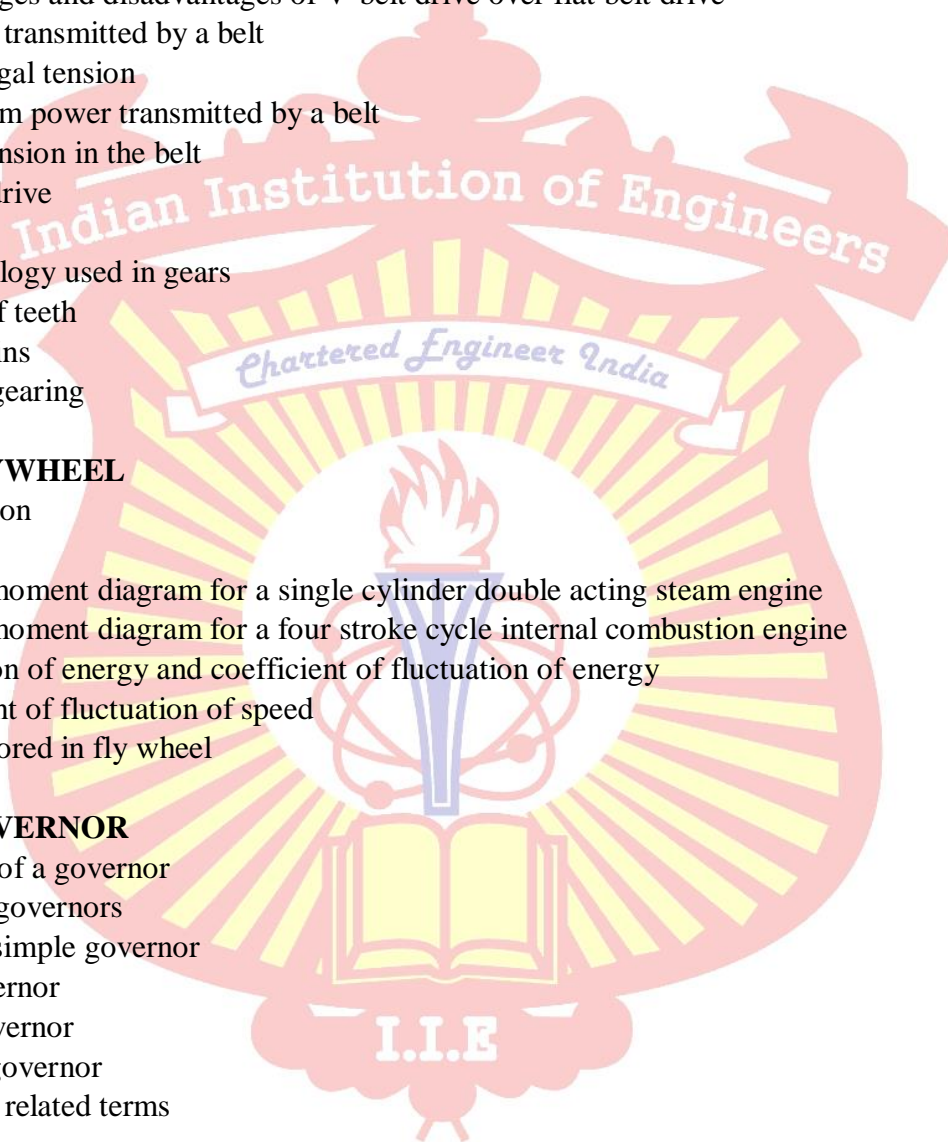 ges and disadvantages of V- belt drive over flat belt drive
transmitted by a belt
gal tension
m power transmitted by a belt
nsion in the belt
drive
Indian Institution of Engineers
logy used in gears
f teeth
ins
Chartered Engineer India
gearing
YWHEEL
on
moment diagram for a single cylinder double acting steam engine
moment diagram for a four stroke cycle internal combustion engine
on of energy and coefficient of fluctuation of energy
nt of fluctuation of speed
ored in fly wheel
VERNOR
of a governor
governors
simple governor
ernor
vernor
governor
related terms
I.I.E